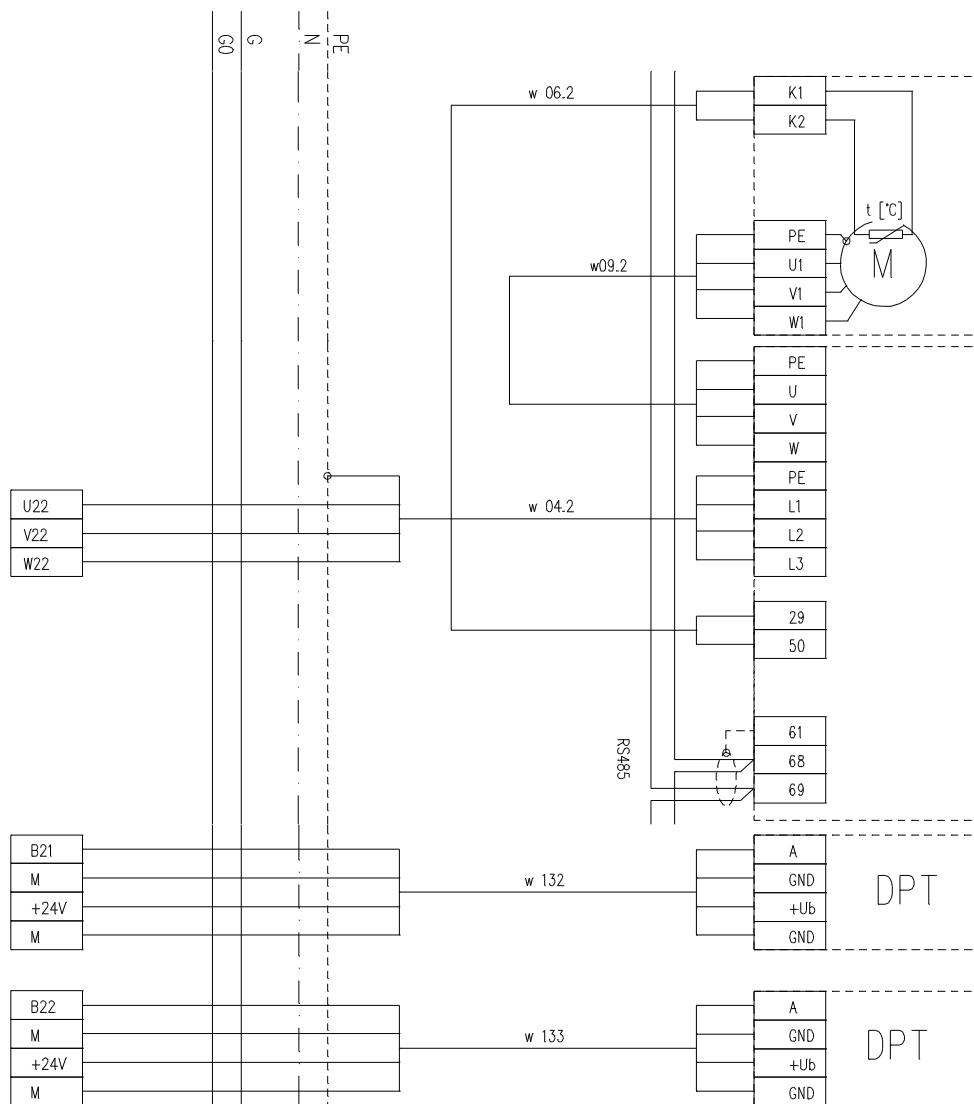 G0
G
N
PE
w 06.2
K1
K2
t [°C]
M
w09.2
PE
U1
V1
W1
PE
U
V
W
U22
V22
W22
w 04.2
PE
L1
L2
L3
29
50
RS485
61
68
69
B21
M
+24V
M
w 132
A
GND
+Ub
GND
DPT
B22
M
+24V
M
w 133
A
GND
+Ub
GND
DPT